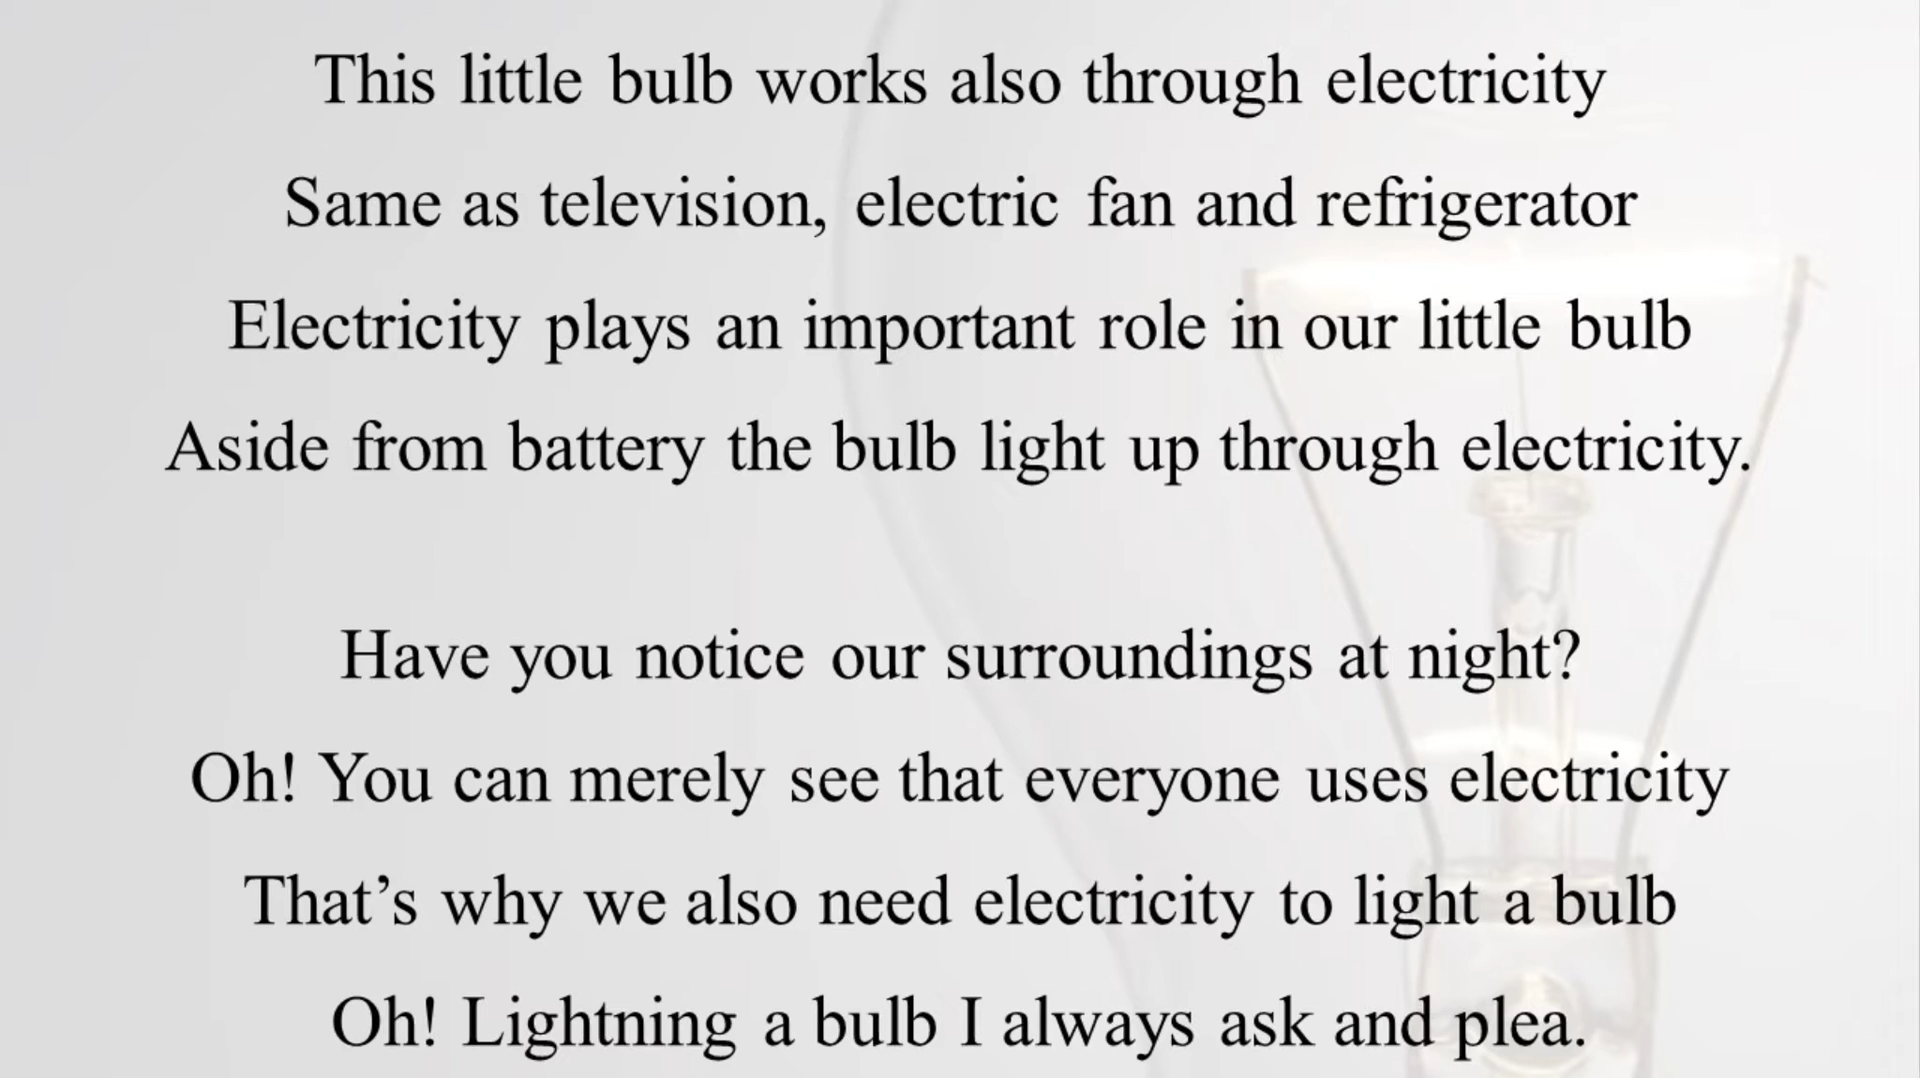 This little bulb works also through electricity
Same as television, electric fan and refrigerator
Electricity plays an important role in our little bulb
Aside from battery the bulb light up through electricity.
Have you notice our surroundings at night?
Oh! You can merely see that everyone uses electricity
That’s why we also need electricity to light a bulb
Oh! Lightning a bulb I always ask and plea.